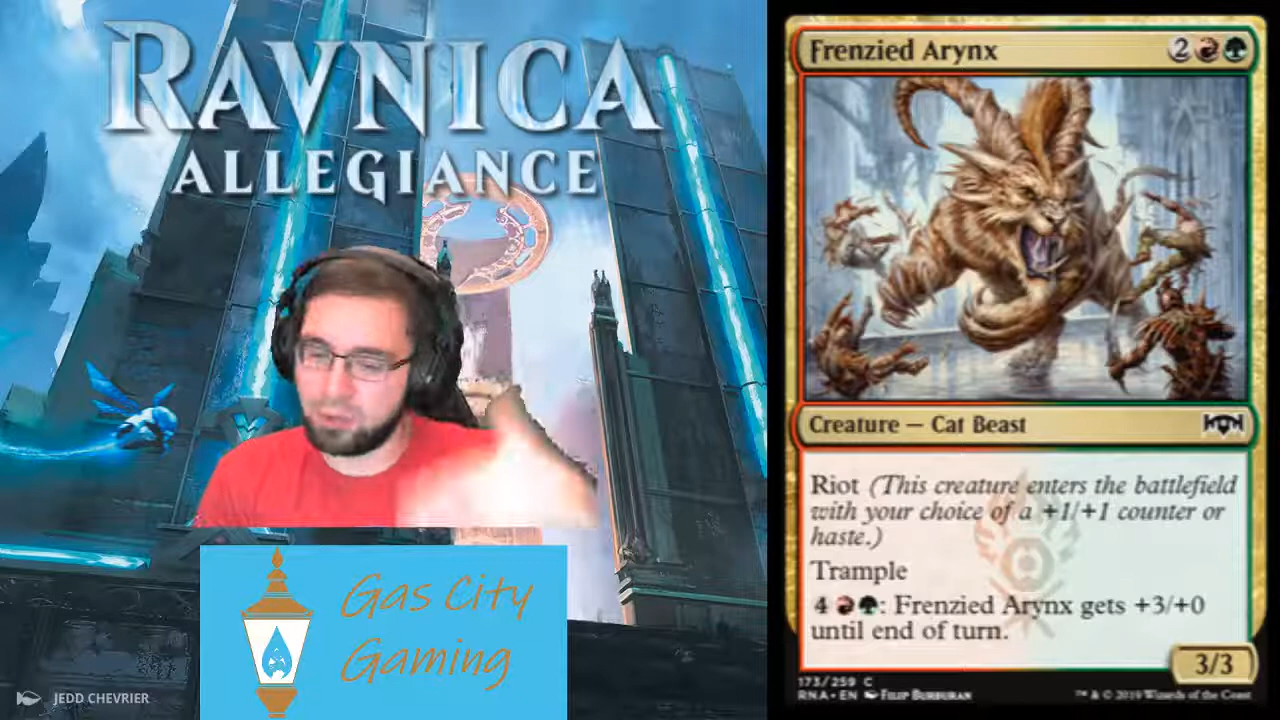 RAVNICA
ALLEGIANCE
Gas City
Gaming
JEDD CHEVRIER
Frenzied Arynx
2
Creature — Cat Beast
Riot (This creature enters the battlefield
with your choice of a +1/+1 counter or
haste.)
Trample
4 : Frenzied Arynx gets +3/+0
until end of turn.
3/3
173/259 C
RNA • EN FILIP BURBURAN
™ & © 2019 Wizards of the Coast